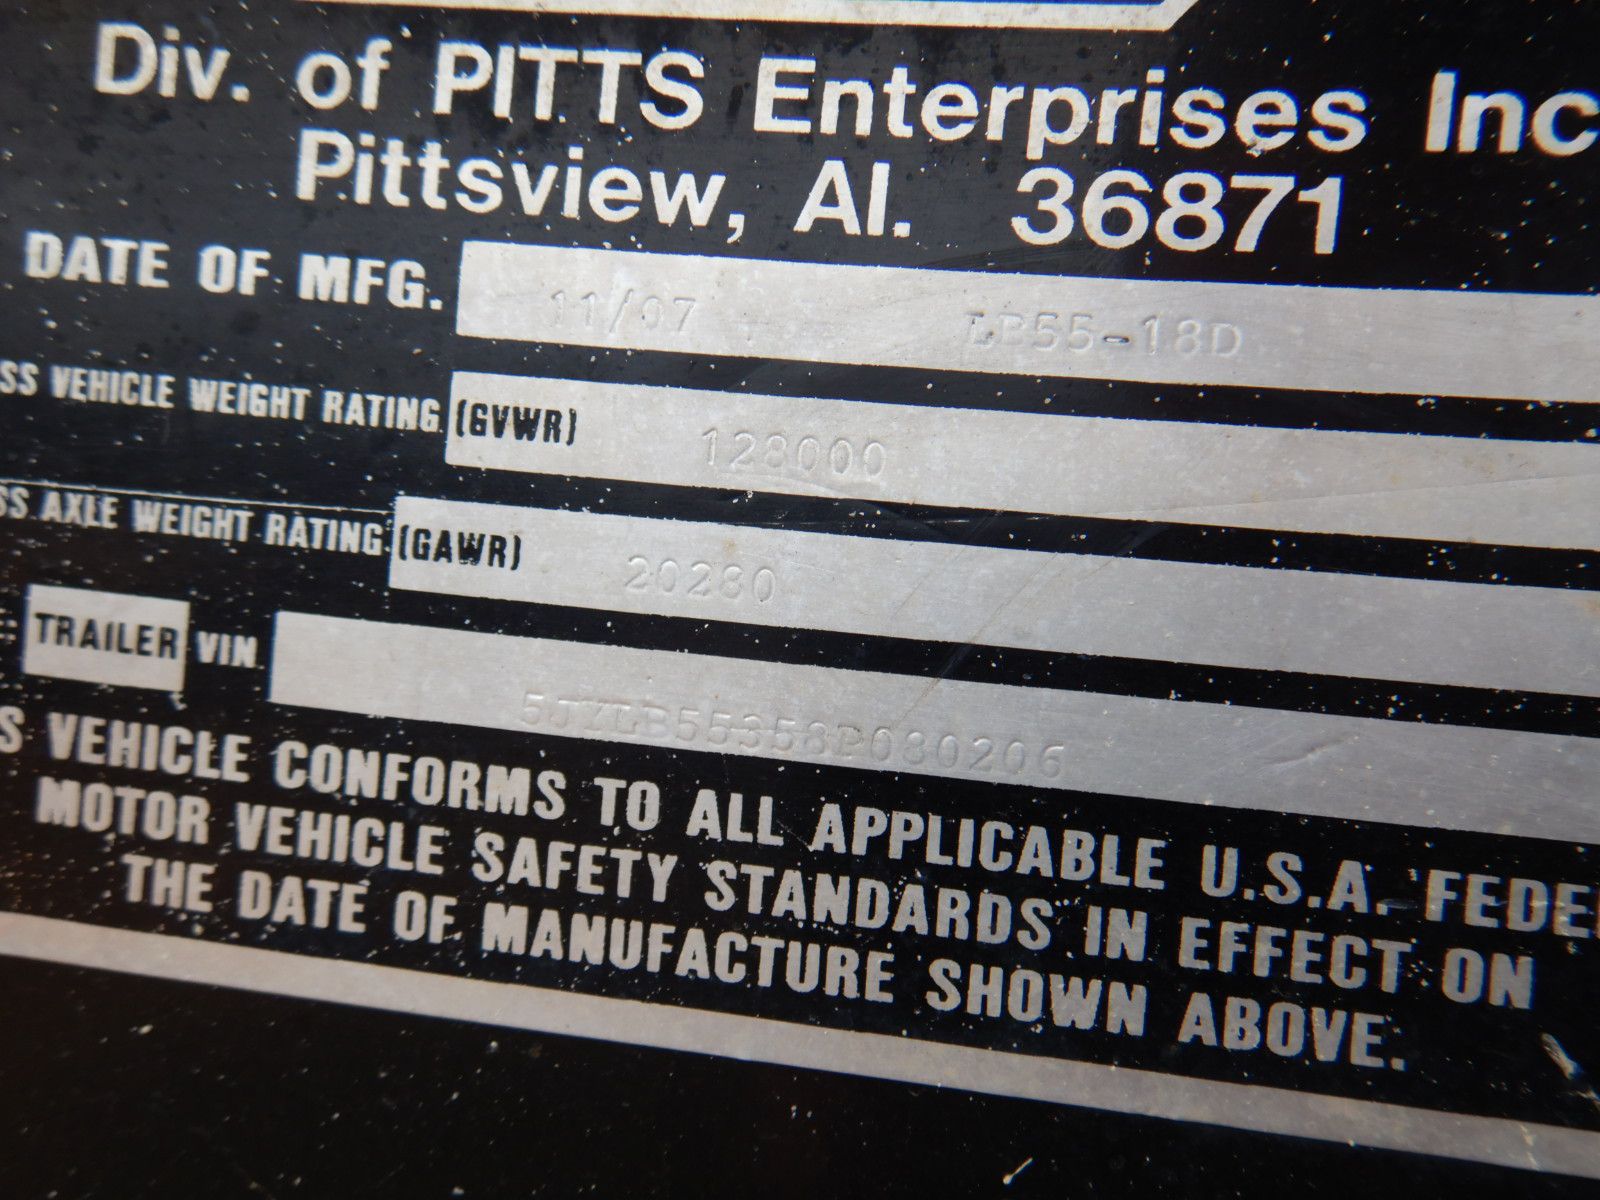 Div. of PITTS Enterprises Inc
Pittsview, Al. 36871
DATE OF MFG. 11/07 LB55-18D
SS VEHICLE WEIGHT RATING (GVWR) 128000
SS AXLE WEIGHT RATING (GAWR) 20280
TRAILER VIN 5JYLB55358P080206
S VEHICLE CONFORMS TO ALL APPLICABLE U.S.A. FEDE
MOTOR VEHICLE SAFETY STANDARDS IN EFFECT ON
THE DATE OF MANUFACTURE SHOWN ABOVE.